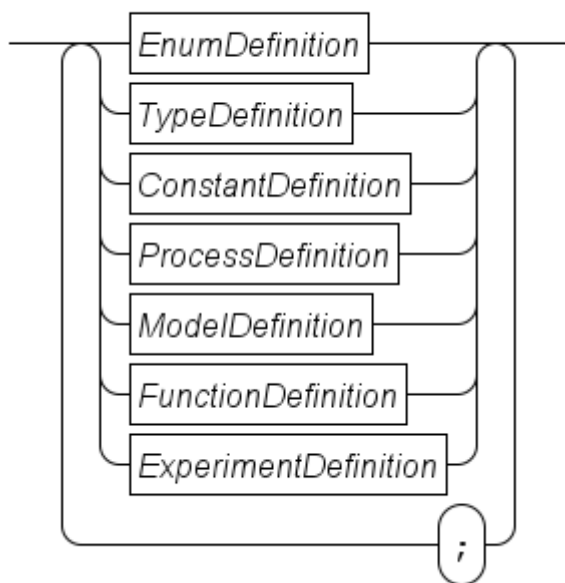 EnumDefinition
TypeDefinition
ConstantDefinition
ProcessDefinition
ModelDefinition
FunctionDefinition
ExperimentDefinition
;